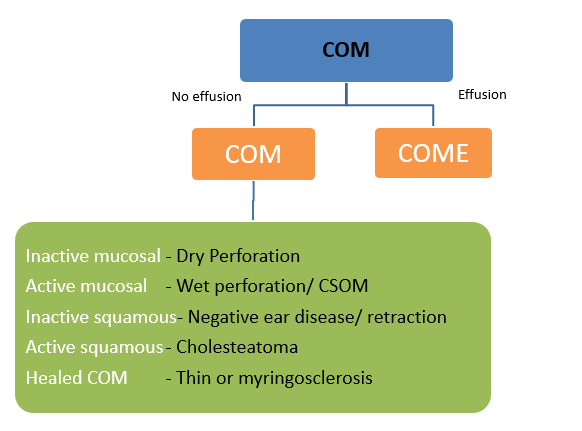 COM
No effusion
Effusion
COM
COME
Inactive mucosal - Dry Perforation
Active mucosal - Wet perforation/ CSOM
Inactive squamous- Negative ear disease/ retraction
Active squamous - Cholesteatoma
Healed COM - Thin or myringosclerosis